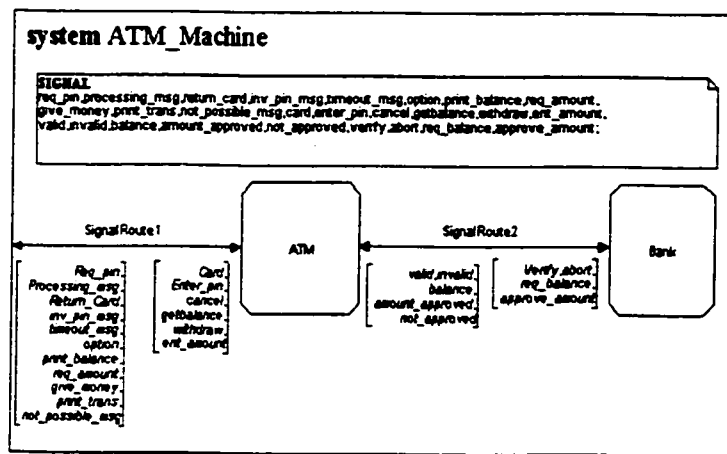 system ATM_Machine
SIGNAL
req_pin,processing_msg,return_card,inv_pin_msg,timeout_msg,option,print_balance,req_amount,
give_money,print_trans,not_possible_msg,card,enter_pin,cancel,getbalance,withdraw,ent_amount,
valid,invalid,balance,amount_approved,not_approved,verify,abort,req_balance,approve_amount;
SignalRoute1
ATM
SignalRoute2
Bank
Req_pin,
Processing_msg,
Return_Card,
inv_pin_msg,
timeout_msg,
option,
print_balance,
req_amount,
give_money,
print_trans,
not_possible_msg
Card,
Enter_pin,
cancel,
getbalance,
withdraw,
ent_amount
valid,invalid,
balance,
amount_approved,
not_approved
Verify,abort,
req_balance,
approve_amount